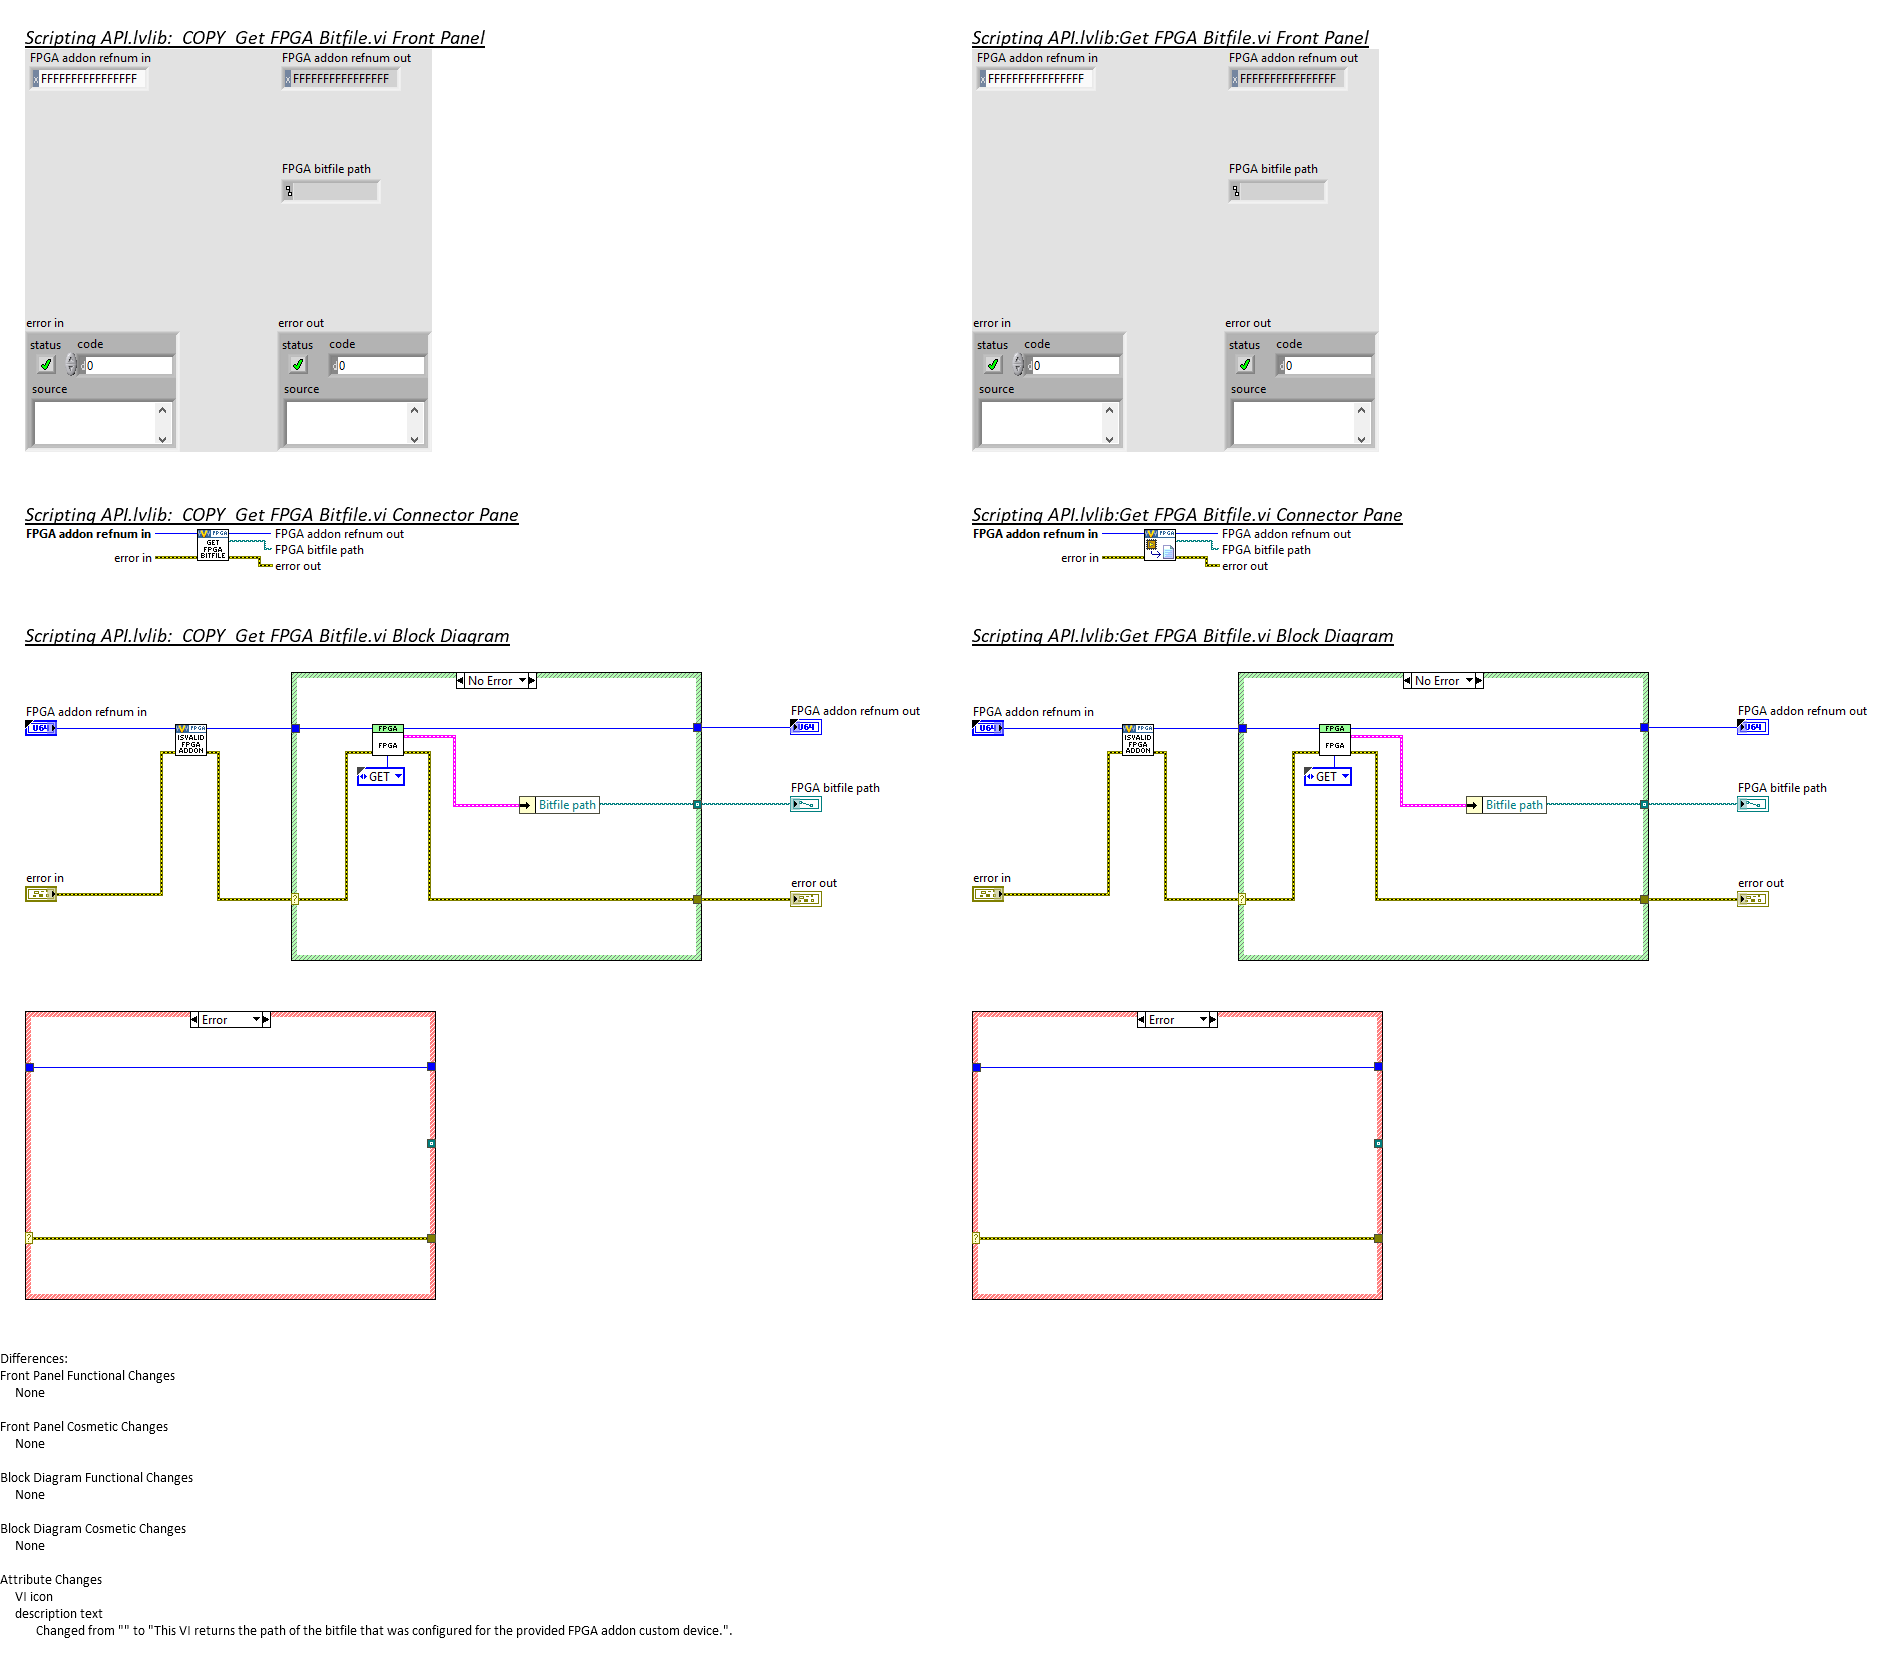 Scripting API.lvlib:_COPY_Get FPGA Bitfile.vi Front Panel
FPGA addon refnum in
FPGA addon refnum out
x FFFFFFFFFFFFFFFF
x FFFFFFFFFFFFFFFF
FPGA bitfile path
error in
error out
status
code
status
code
d 0
d 0
source
source
Scripting API.lvlib:Get FPGA Bitfile.vi Front Panel
FPGA addon refnum in
FPGA addon refnum out
x FFFFFFFFFFFFFFFF
x FFFFFFFFFFFFFFFF
FPGA bitfile path
error in
error out
status
code
status
code
d 0
d 0
source
source
Scripting API.lvlib:_COPY_Get FPGA Bitfile.vi Connector Pane
FPGA addon refnum in
FPGA
GET
FPGA
BITFILE
FPGA addon refnum out
FPGA bitfile path
error in
error out
Scripting API.lvlib:Get FPGA Bitfile.vi Connector Pane
FPGA addon refnum in
FPGA
FPGA addon refnum out
FPGA bitfile path
error in
error out
Scripting API.lvlib:_COPY_Get FPGA Bitfile.vi Block Diagram
No Error
FPGA addon refnum in
U64
FPGA
ISVALID
FPGA
ADDON
FPGA
FPGA
GET
FPGA addon refnum out
U64
FPGA bitfile path
Bitfile path
error in
?
error out
Error
?
Scripting API.lvlib:Get FPGA Bitfile.vi Block Diagram
No Error
FPGA addon refnum in
U64
FPGA
ISVALID
FPGA
ADDON
FPGA
FPGA
GET
FPGA addon refnum out
U64
FPGA bitfile path
Bitfile path
error in
?
error out
Error
?
Differences:
Front Panel Functional Changes
None
Front Panel Cosmetic Changes
None
Block Diagram Functional Changes
None
Block Diagram Cosmetic Changes
None
Attribute Changes
VI icon
description text
Changed from "" to "This VI returns the path of the bitfile that was configured for the provided FPGA addon custom device.".